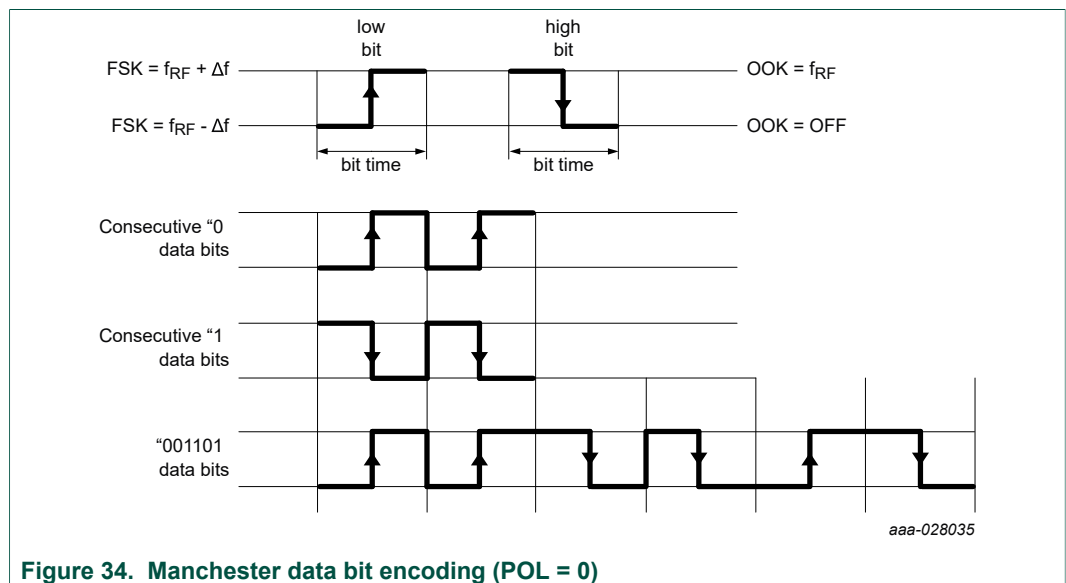 low
bit
high
bit
FSK = fRF + Δf
OOK = fRF
FSK = fRF - Δf
OOK = OFF
bit time
bit time
Consecutive “0
data bits
Consecutive “1
data bits
“001101
data bits
aaa-028035
Figure 34. Manchester data bit encoding (POL = 0)